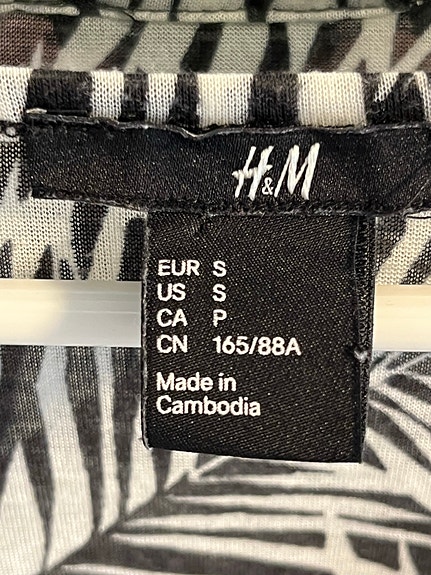 H&M
EUR S
US S
CA P
CN 165/88A
Made in
Cambodia